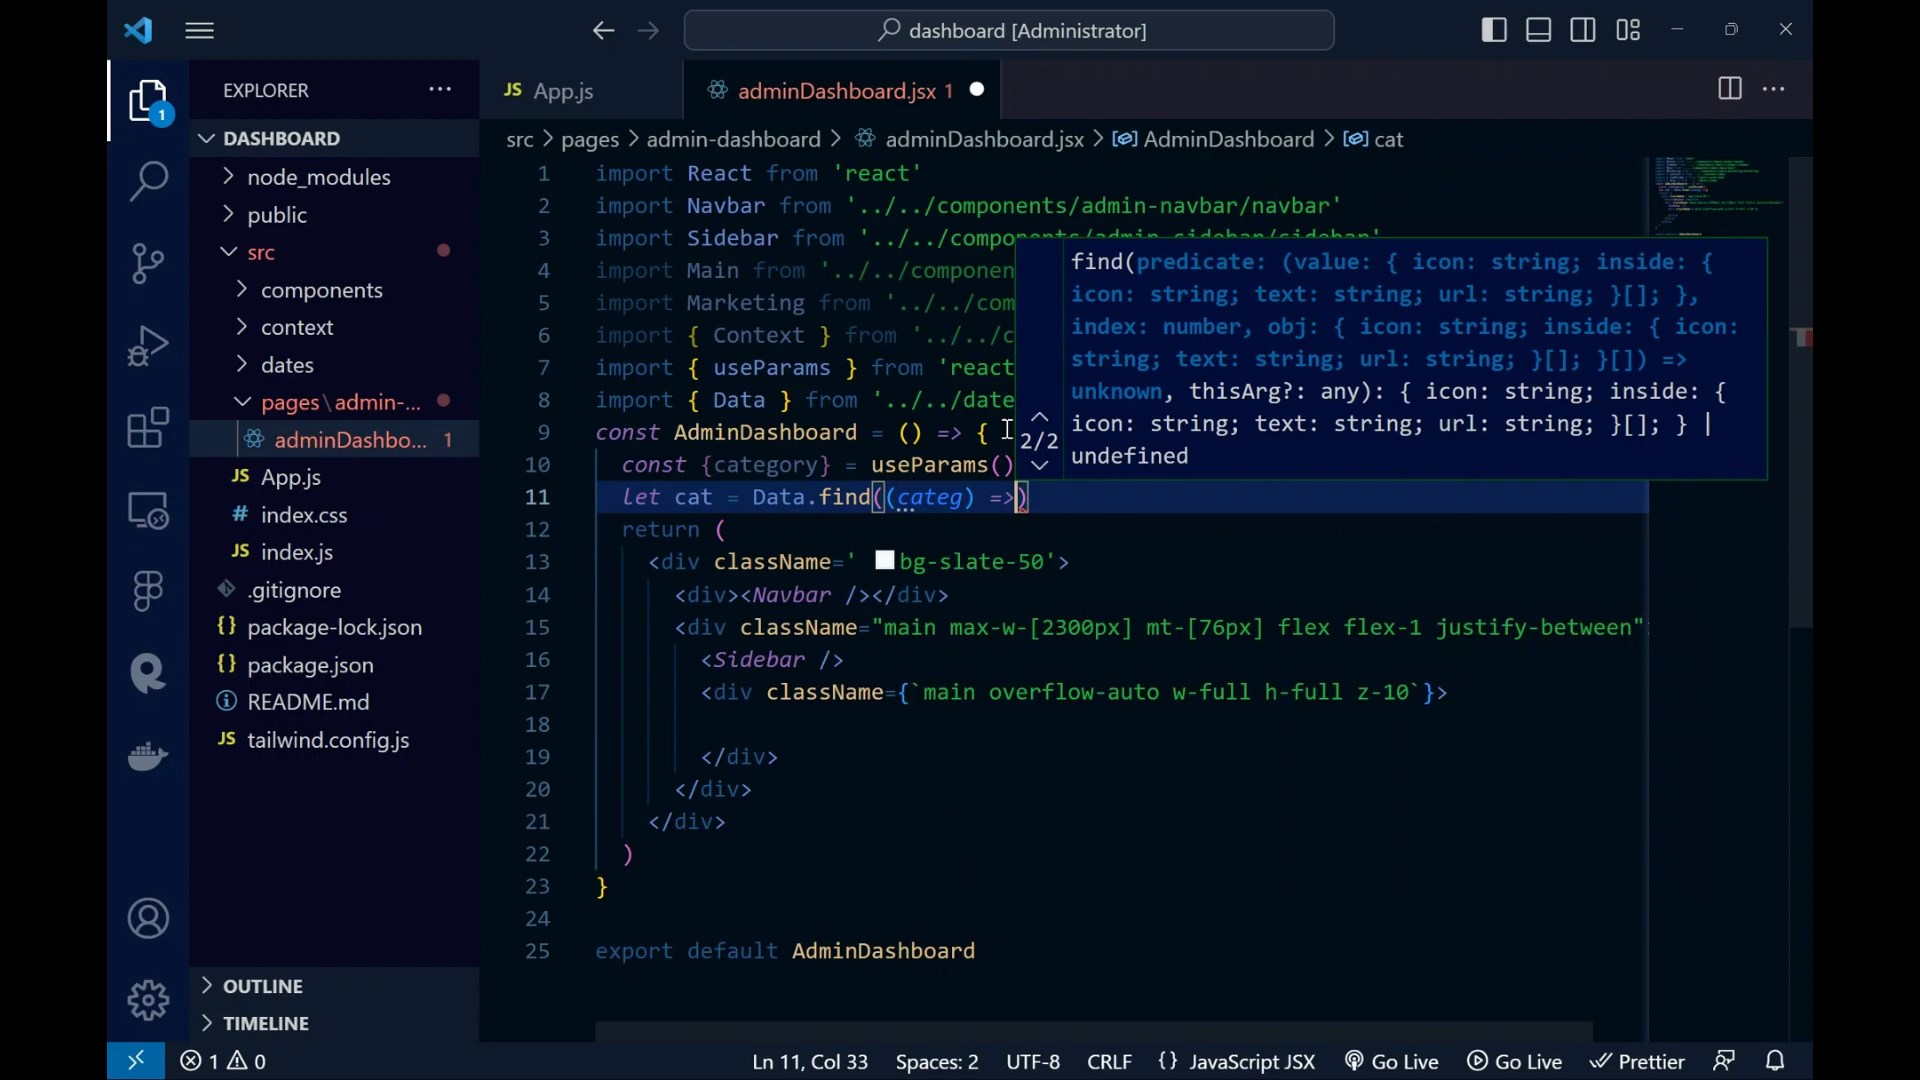 dashboard [Administrator]
EXPLORER
App.js
adminDashboard.jsx 1
DASHBOARD
src > pages > admin-dashboard > adminDashboard.jsx > AdminDashboard > cat
node_modules
public
src
components
context
dates
pages\admin-...
adminDashbo... 1
App.js
index.css
index.js
.gitignore
package-lock.json
package.json
README.md
tailwind.config.js
OUTLINE
TIMELINE
1 import React from 'react'
2 import Navbar from '../../components/admin-navbar/navbar'
3 import Sidebar from '../../components/admin-sidebar/sidebar'
4 import Main from '../../componen
5 import Marketing from '../../com
6 import { Context } from '../../c
7 import { useParams } from 'react
8 import { Data } from '../../date
9 const AdminDashboard = () => {
10 const {category} = useParams()
11 let cat = Data.find((categ) =>)
12 return (
13 <div className=' bg-slate-50'>
14 <div><Navbar /></div>
15 <div className="main max-w-[2300px] mt-[76px] flex flex-1 justify-between"
16 <Sidebar />
17 <div className={`main overflow-auto w-full h-full z-10`}>
18
19 </div>
20 </div>
21 </div>
22 )
23 }
24
25 export default AdminDashboard
2/2
find(predicate: (value: { icon: string; inside: {
icon: string; text: string; url: string; }[]; },
index: number, obj: { icon: string; inside: { icon:
string; text: string; url: string; }[]; }[]) =>
unknown, thisArg?: any): { icon: string; inside: {
icon: string; text: string; url: string; }[]; } |
undefined
1 0 Ln 11, Col 33 Spaces: 2 UTF-8 CRLF {} JavaScript JSX Go Live Go Live Prettier